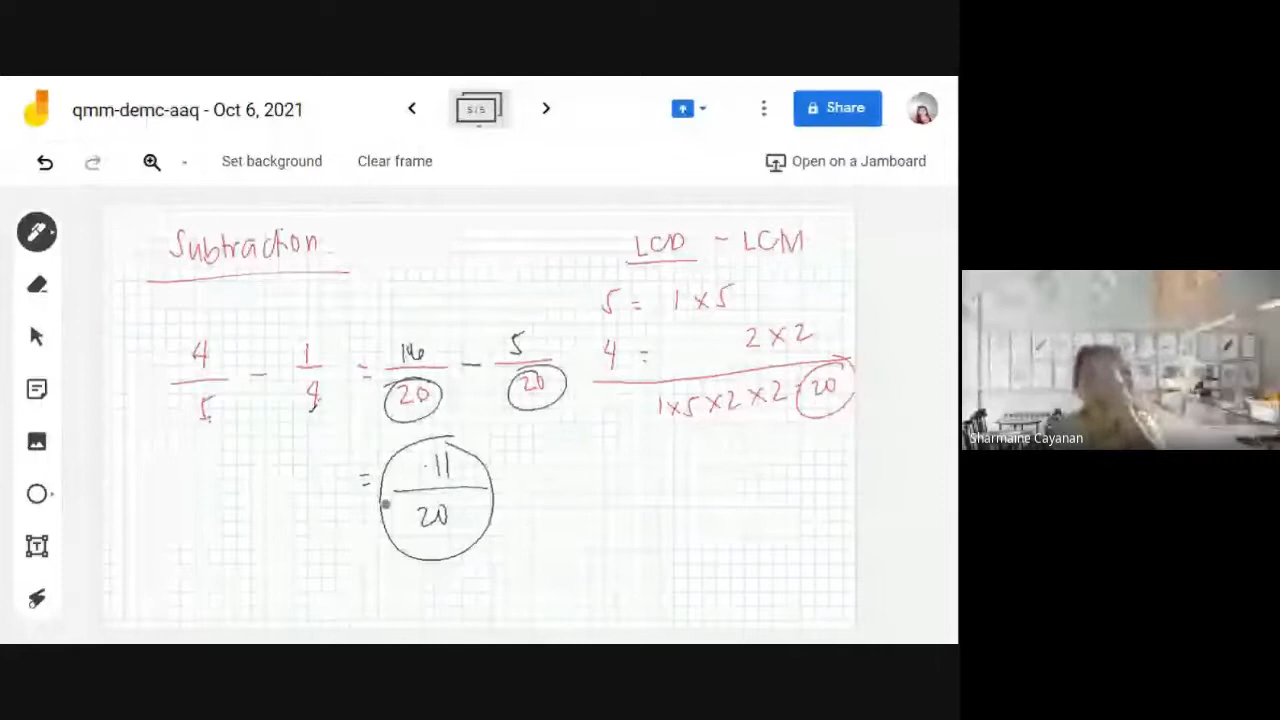 qmm-demc-aaq - Oct 6, 2021
5/5
Share
Set background
Clear frame
Open on a Jamboard
Subtraction
LCD - LCM
5 = 1 x 5
4 = 2 x 2
1 x 5 x 2 x 2 = 20
4/5 - 1/4 = 16/20 - 5/20
= 11/20
Sharmaine Cayanan